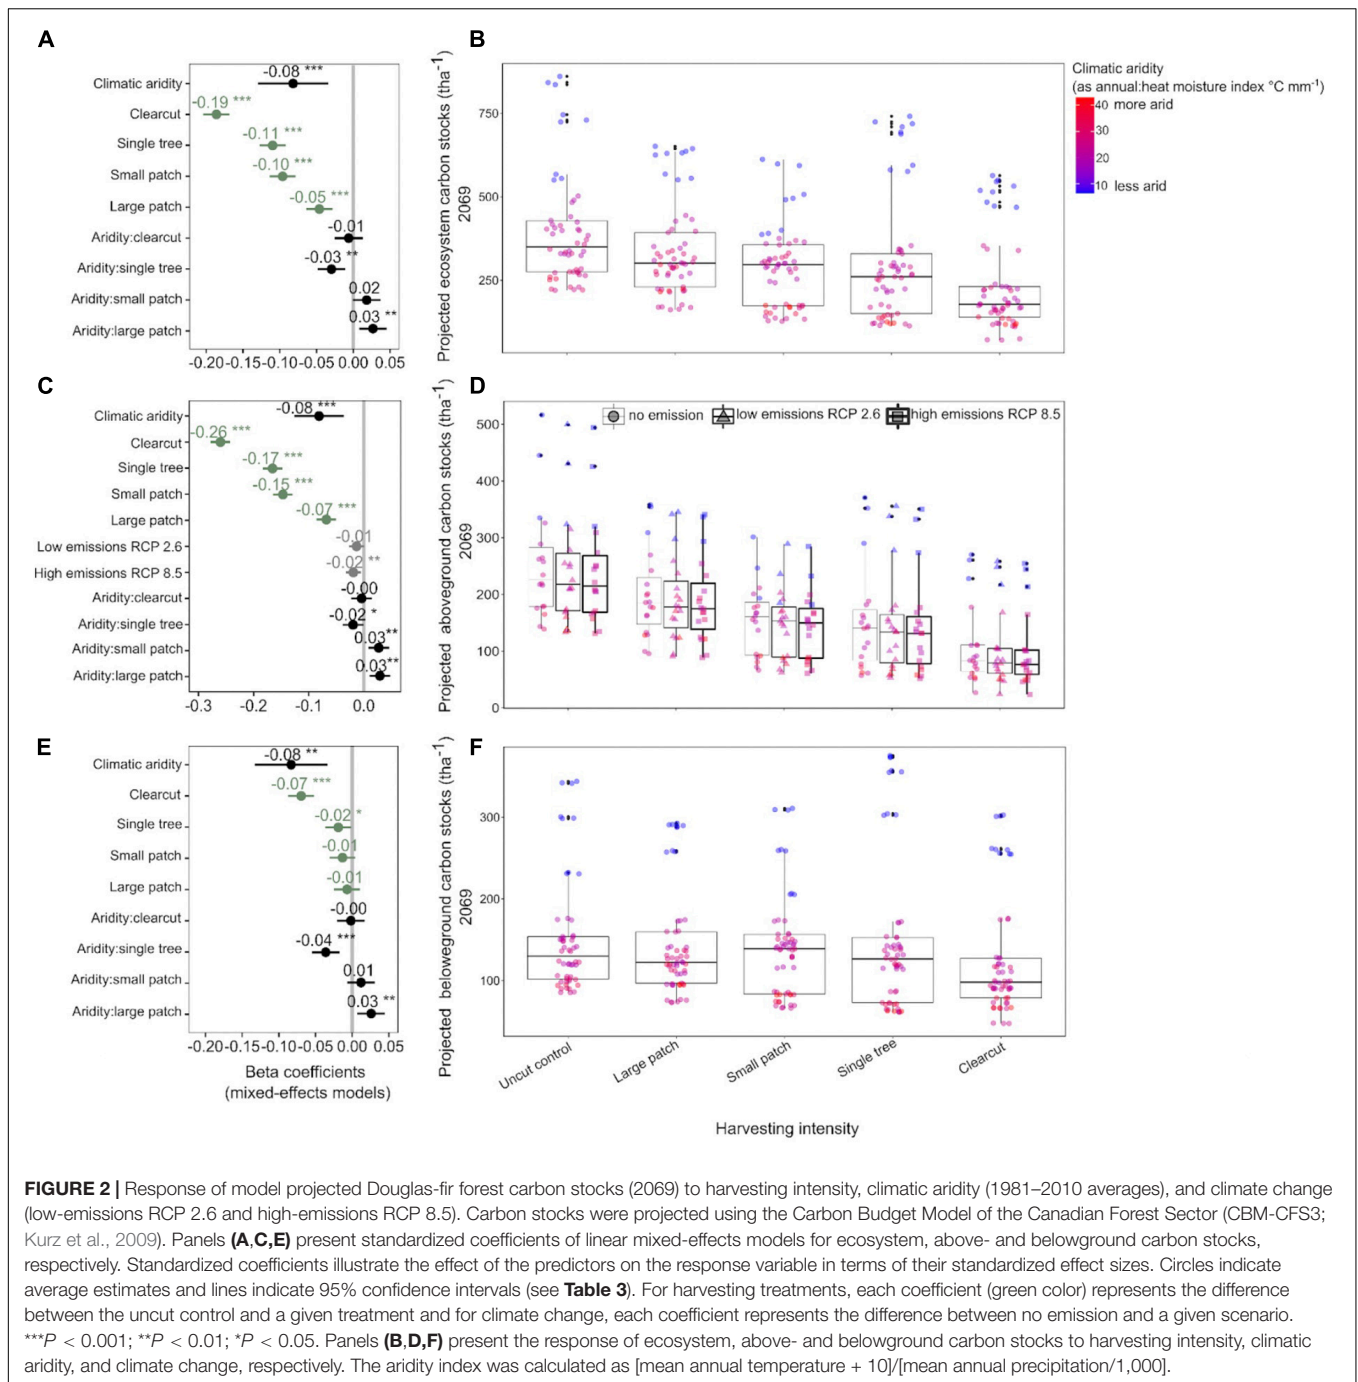 A
Climatic aridity
Clearcut
Single tree
Small patch
Large patch
Aridity:clearcut
Aridity:single tree
Aridity:small patch
Aridity:large patch
-0.08 ***
-0.19 ***
-0.11 ***
-0.10 ***
-0.05 ***
-0.01
-0.03 **
0.02
0.03 **
-0.20 -0.15 -0.10 -0.05 0.00 0.05
B
Projected ecosystem carbon stocks (tha-1)
2069
750
500
250
Climatic aridity
(as annual:heat moisture index °C mm-1)
40 more arid
30
20
10 less arid
C
Climatic aridity
Clearcut
Single tree
Small patch
Large patch
Low emissions RCP 2.6
High emissions RCP 8.5
Aridity:clearcut
Aridity:single tree
Aridity:small patch
Aridity:large patch
-0.08 ***
-0.26 ***
-0.17 ***
-0.15 ***
-0.07 ***
-0.01
-0.02 **
-0.00
-0.02 *
0.03**
0.03**
-0.3 -0.2 -0.1 0.0
D
Projected aboveground carbon stocks (tha-1)
2069
500
400
300
200
100
0
no emission low emissions RCP 2.6 high emissions RCP 8.5
E
Climatic aridity
Clearcut
Single tree
Small patch
Large patch
Aridity:clearcut
Aridity:single tree
Aridity:small patch
Aridity:large patch
-0.08 **
-0.07 ***
-0.02 *
-0.01
-0.01
-0.00
-0.04 ***
0.01
0.03 **
-0.20 -0.15 -0.10 -0.05 0.00 0.05
Beta coefficients
(mixed-effects models)
F
Projected beloweground carbon stocks (tha-1)
2069
300
200
100
Uncut control
Large patch
Small patch
Single tree
Clearcut
Harvesting intensity
FIGURE 2 | Response of model projected Douglas-fir forest carbon stocks (2069) to harvesting intensity, climatic aridity (1981–2010 averages), and climate change
(low-emissions RCP 2.6 and high-emissions RCP 8.5). Carbon stocks were projected using the Carbon Budget Model of the Canadian Forest Sector (CBM-CFS3;
Kurz et al., 2009). Panels (A,C,E) present standardized coefficients of linear mixed-effects models for ecosystem, above- and belowground carbon stocks,
respectively. Standardized coefficients illustrate the effect of the predictors on the response variable in terms of their standardized effect sizes. Circles indicate
average estimates and lines indicate 95% confidence intervals (see Table 3). For harvesting treatments, each coefficient (green color) represents the difference
between the uncut control and a given treatment and for climate change, each coefficient represents the difference between no emission and a given scenario.
***P < 0.001; **P < 0.01; *P < 0.05. Panels (B,D,F) present the response of ecosystem, above- and belowground carbon stocks to harvesting intensity, climatic
aridity, and climate change, respectively. The aridity index was calculated as [mean annual temperature + 10]/[mean annual precipitation/1,000].